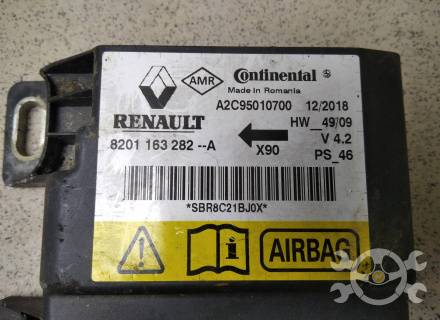 AMR Continental
Made in Romania
A2C95010700 12/2018
RENAULT HW_49/09
8201 163 282 --A X90 V 4.2
PS_46
*SBR8C21BJ0X*
! i AIRBAG